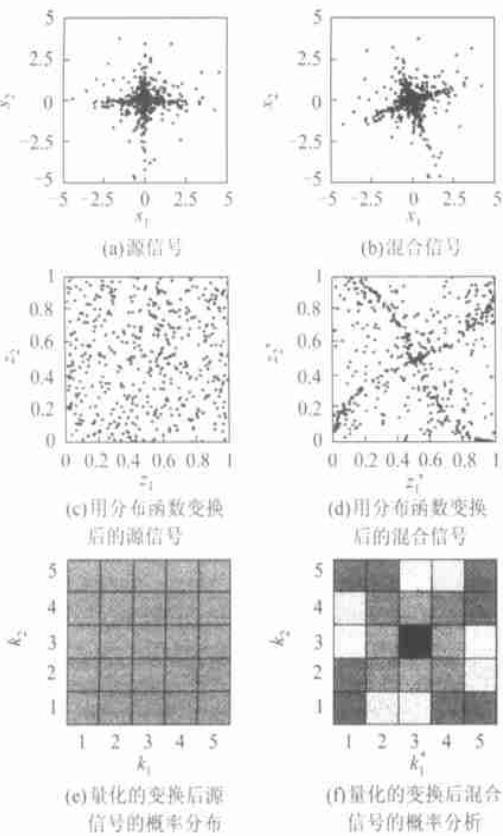 5
2.5
0
-2.5
-5
s₂
-5 -2.5 0 2.5 5
s₁
(a)源信号
5
2.5
0
-2.5
-5
x₂
-5 -2.5 0 2.5 5
x₁
(b)混合信号
1
0.8
0.6
0.4
0.2
0
z₂
0 0.2 0.4 0.6 0.8 1
z₁
(c)用分布函数变换
后的源信号
1
0.8
0.6
0.4
0.2
0
z₂*
0 0.2 0.4 0.6 0.8 1
z₁*
(d)用分布函数变换
后的混合信号
5
4
3
2
1
k₂
1 2 3 4 5
k₁
(e)量化的变换后源
信号的概率分布
5
4
3
2
1
k₂
1 2 3 4 5
k₁*
(f)量化的变换后混合
信号的概率分析